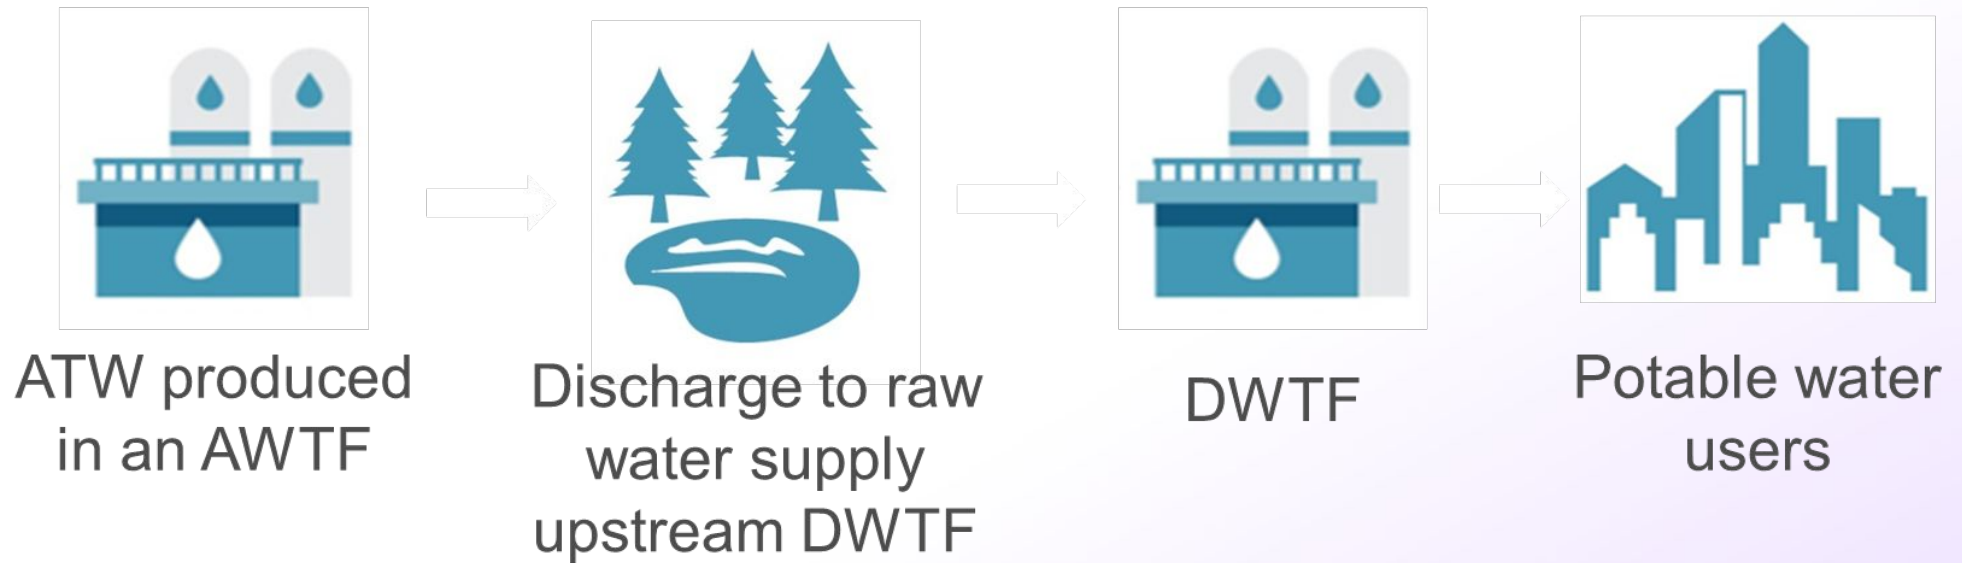 ATW produced
in an AWTF
Discharge to raw
water supply
upstream DWTF
DWTF
Potable water
users